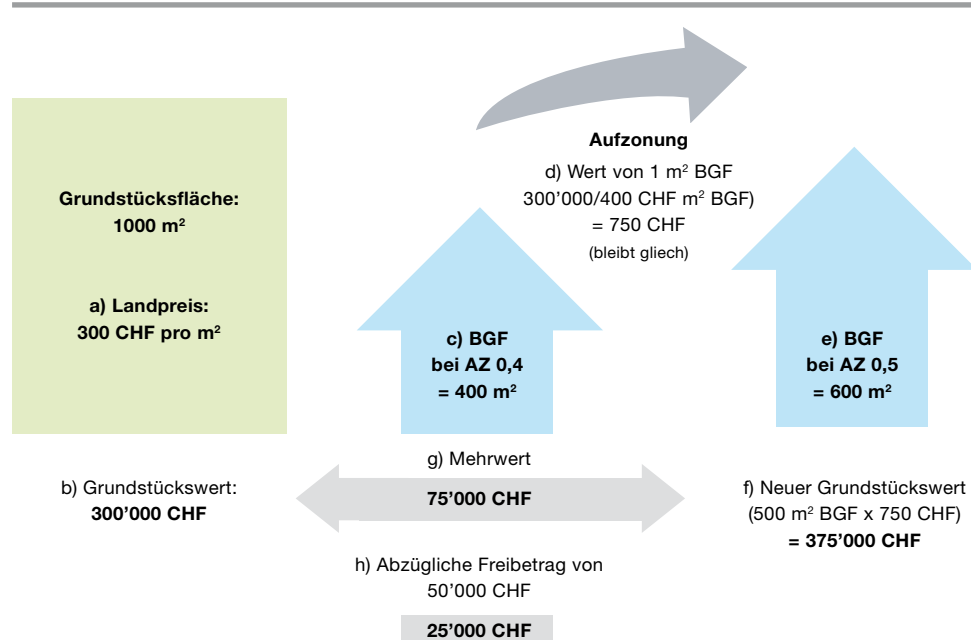 Grundstücksfläche:
1000 m²
a) Landpreis:
300 CHF pro m²
b) Grundstückswert:
300’000 CHF
c) BGF
bei AZ 0,4
= 400 m²
Aufzonung
d) Wert von 1 m² BGF
300’000/400 CHF m² BGF)
= 750 CHF
(bleibt gliech)
e) BGF
bei AZ 0,5
= 600 m²
f) Neuer Grundstückswert
(500 m² BGF x 750 CHF)
= 375’000 CHF
g) Mehrwert
75’000 CHF
h) Abzügliche Freibetrag von
50’000 CHF
25’000 CHF